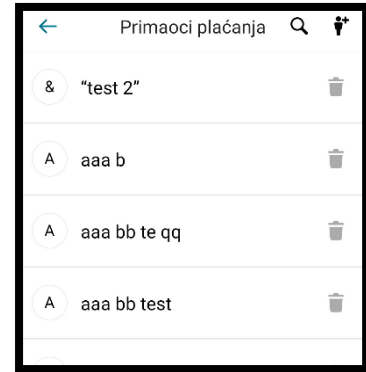 Primaoci plaćanja
& “test 2”
A aaa b
A aaa bb te qq
A aaa bb test